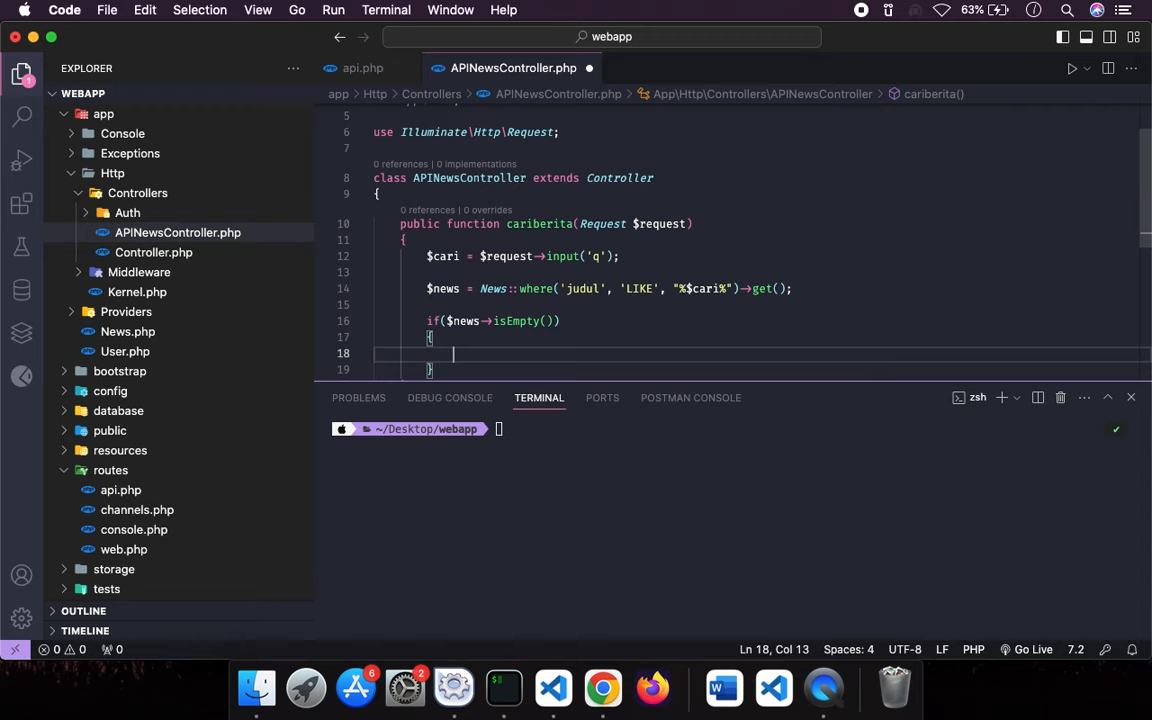 Code File Edit Selection View Go Run Terminal Window Help 63%
webapp
EXPLORER
WEBAPP
app
Console
Exceptions
Http
Controllers
Auth
APINewsController.php
Controller.php
Middleware
Kernel.php
Providers
News.php
User.php
bootstrap
config
database
public
resources
routes
api.php
channels.php
console.php
web.php
storage
tests
OUTLINE
TIMELINE
1
api.php APINewsController.php
app > Http > Controllers > APINewsController.php > App\Http\Controllers\APINewsController > cariberita()
5
6 use Illuminate\Http\Request;
7
0 references | 0 implementations
8 class APINewsController extends Controller
9 {
0 references | 0 overrides
10 public function cariberita(Request $request)
11 {
12 $cari = $request->input('q');
13
14 $news = News::where('judul', 'LIKE', "%$cari%")->get();
15
16 if($news->isEmpty())
17 {
18
19 }
PROBLEMS DEBUG CONSOLE TERMINAL PORTS POSTMAN CONSOLE zsh
~/Desktop/webapp
0 0 0 Ln 18, Col 13 Spaces: 4 UTF-8 LF PHP Go Live 7.2
6 2